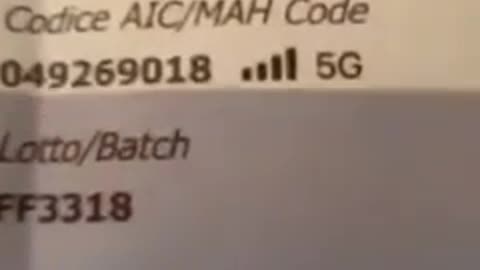 Codice AIC/MAH Code
049269018 5G
Lotto/Batch
FF3318